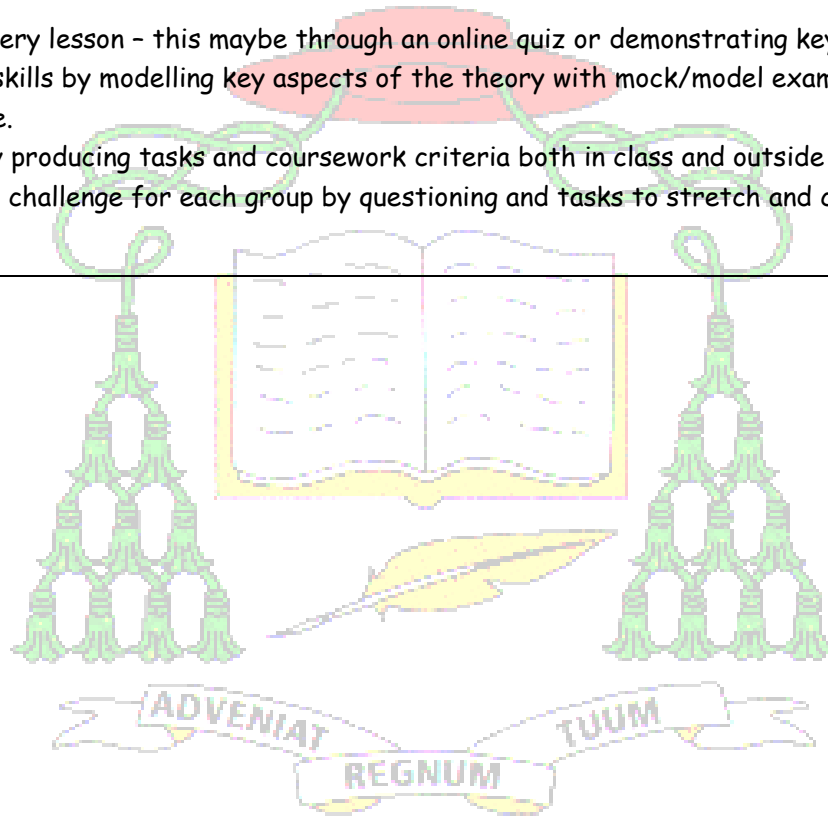 ery lesson – this maybe through an online quiz or demonstrating key
skills by modelling key aspects of the theory with mock/model exam
e.
y producing tasks and coursework criteria both in class and outside
challenge for each group by questioning and tasks to stretch and c
ADVENIAT
REGNUM
TUUM